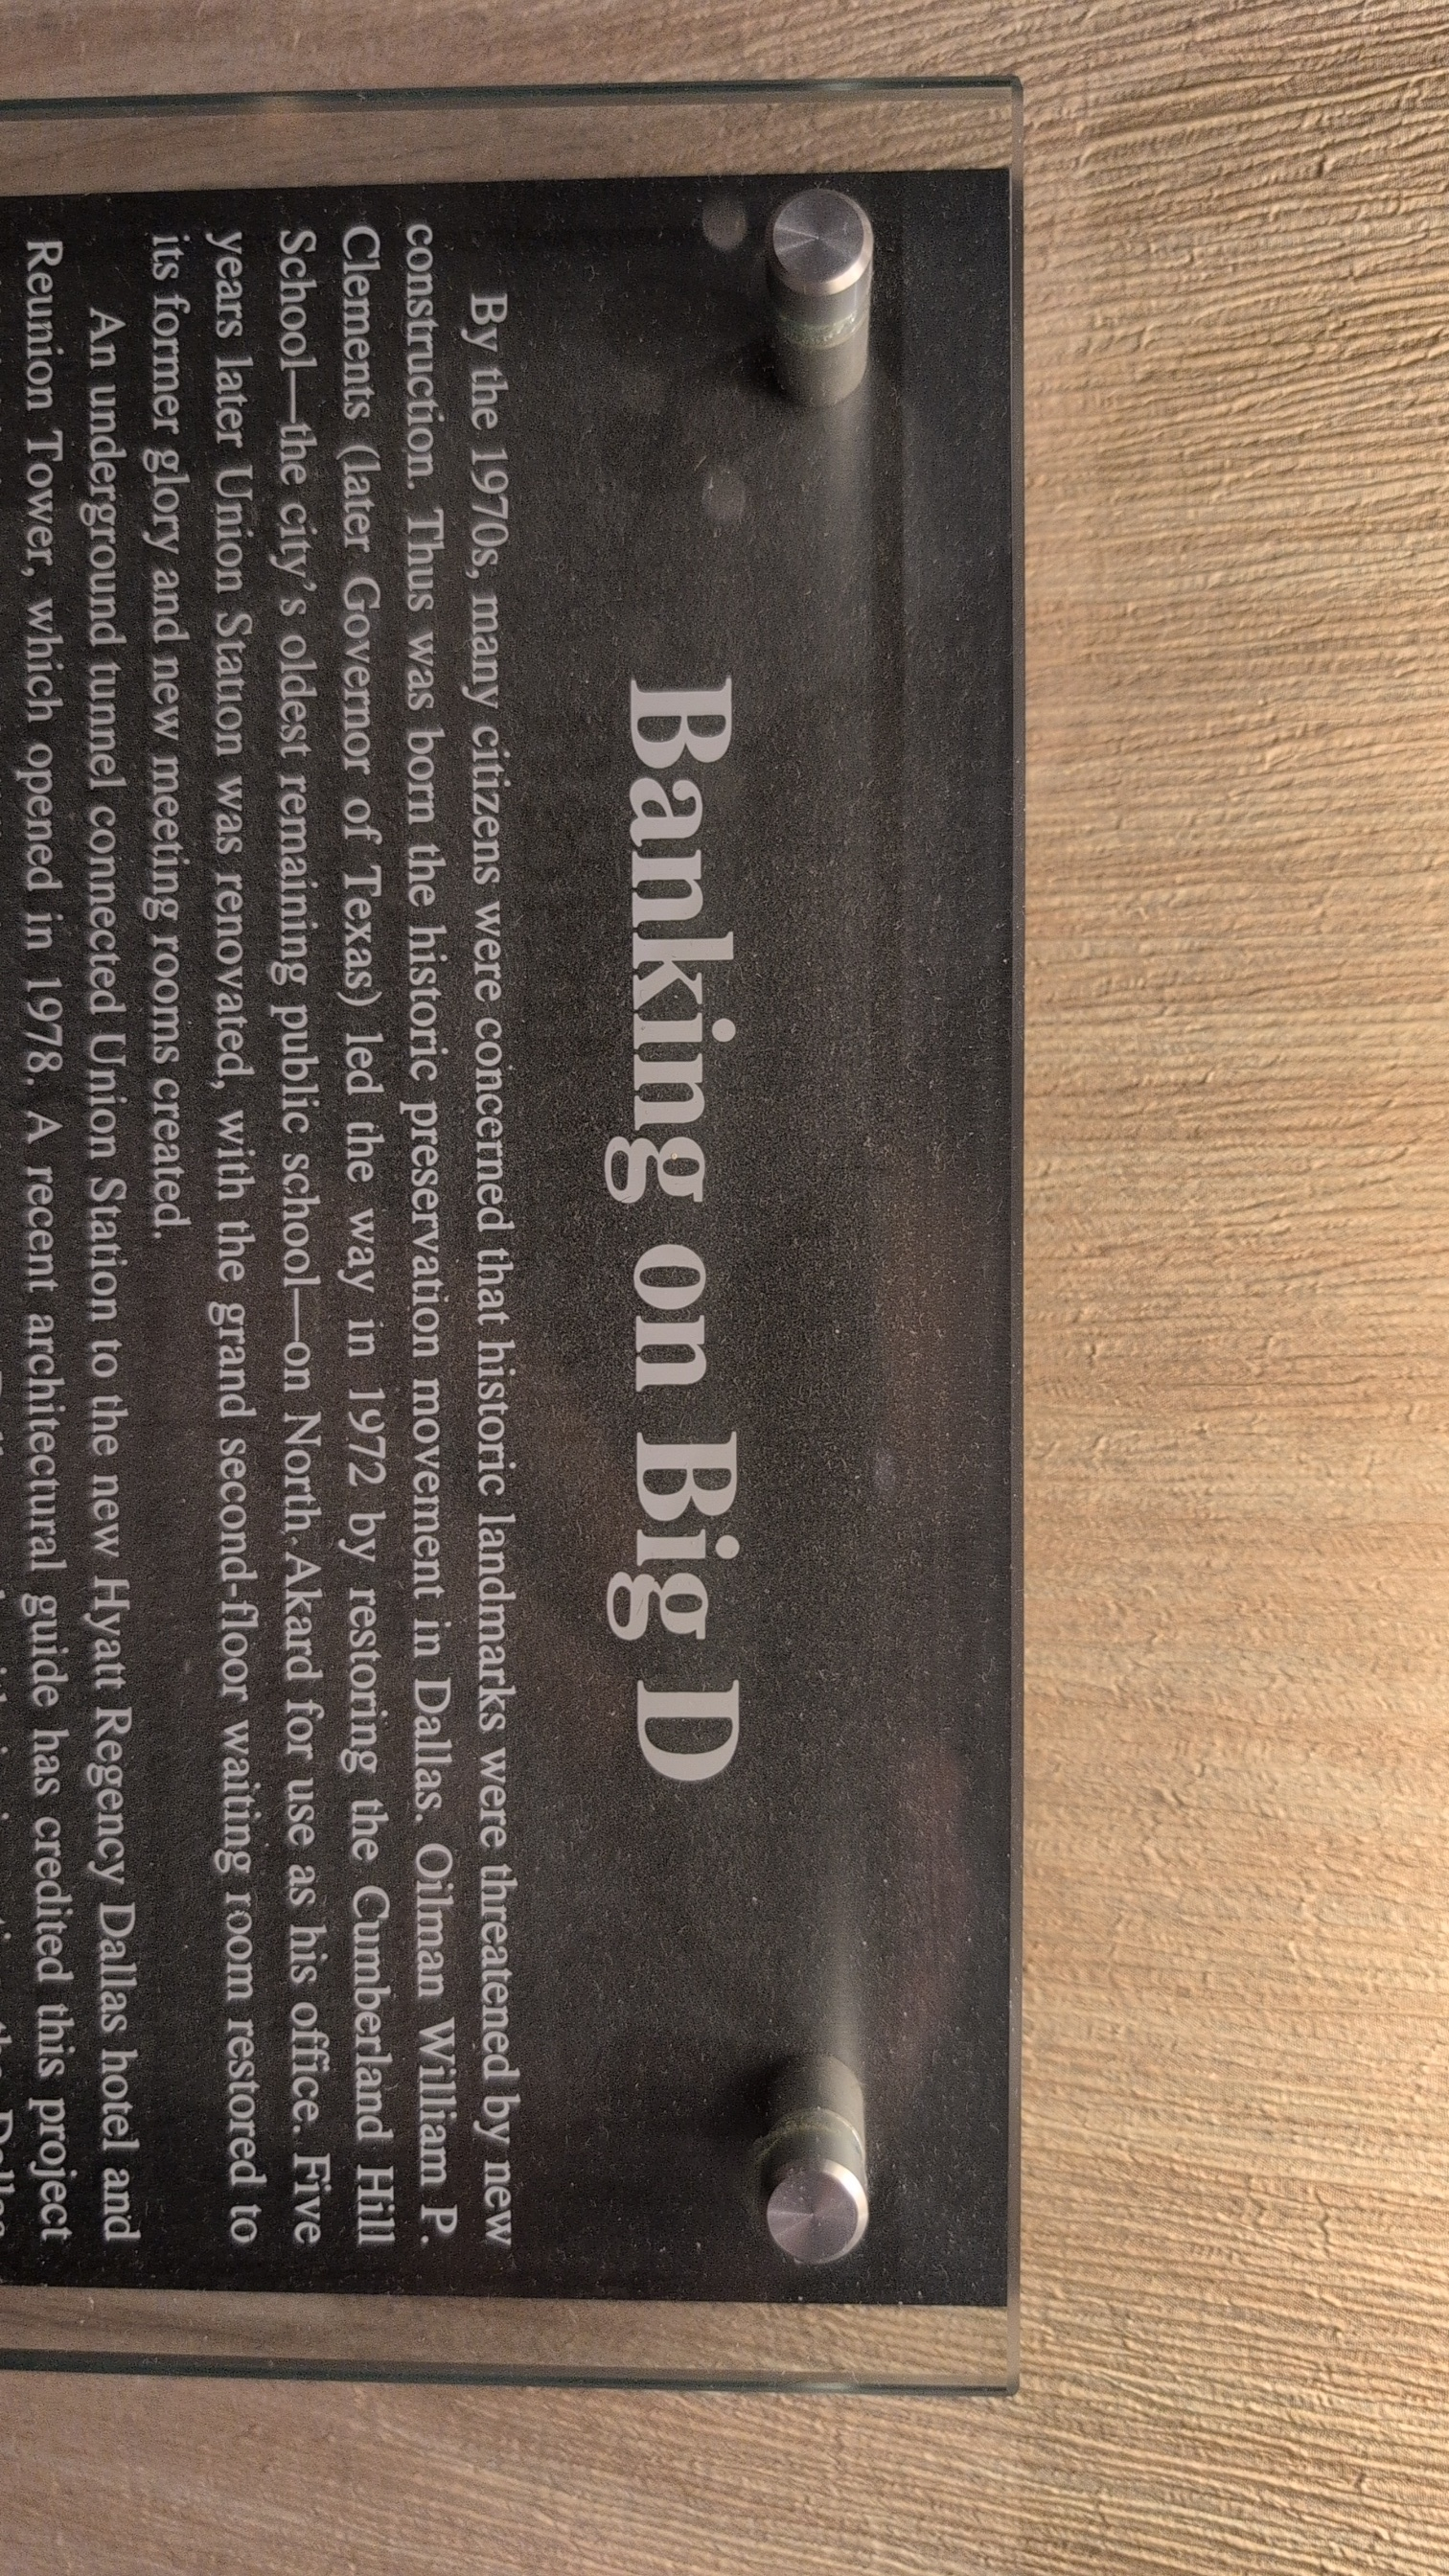 Banking on Big D
By the 1970s, many citizens were concerned that historic landmarks were threatened by new
construction. Thus was born the historic preservation movement in Dallas. Oilman William P.
Clements (later Governor of Texas) led the way in 1972 by restoring the Cumberland Hill
School—the city's oldest remaining public school—on North Akard for use as his office. Five
years later Union Station was renovated, with the grand second-floor waiting room restored to
its former glory and new meeting rooms created.
An underground tunnel connected Union Station to the new Hyatt Regency Dallas hotel and
Reunion Tower, which opened in 1978. A recent architectural guide has credited this project